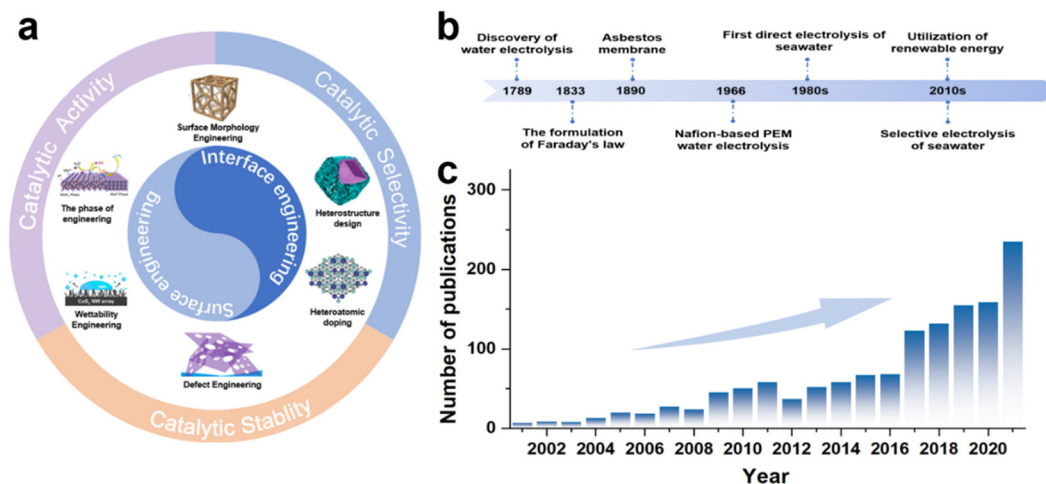 a
Catalytic Activity
Catalytic Selectivity
Catalytic Stablity
Surface Morphology
Engineering
The phase of
engineering
Heterostructure
design
Wettability
Engineering
CoS₂ NW array
Heteroatomic
doping
Defect Engineering
Interface engineering
Surface engineering
b
Discovery of
water electrolysis
Asbestos
membrane
First direct electrolysis of
seawater
Utilization of
renewable energy
1789
1833
1890
1966
1980s
2010s
The formulation
of Faraday's law
Nafion-based PEM
water electrolysis
Selective electrolysis
of seawater
c
Number of publications
300
200
100
0
2002
2004
2006
2008
2010
2012
2014
2016
2018
2020
Year